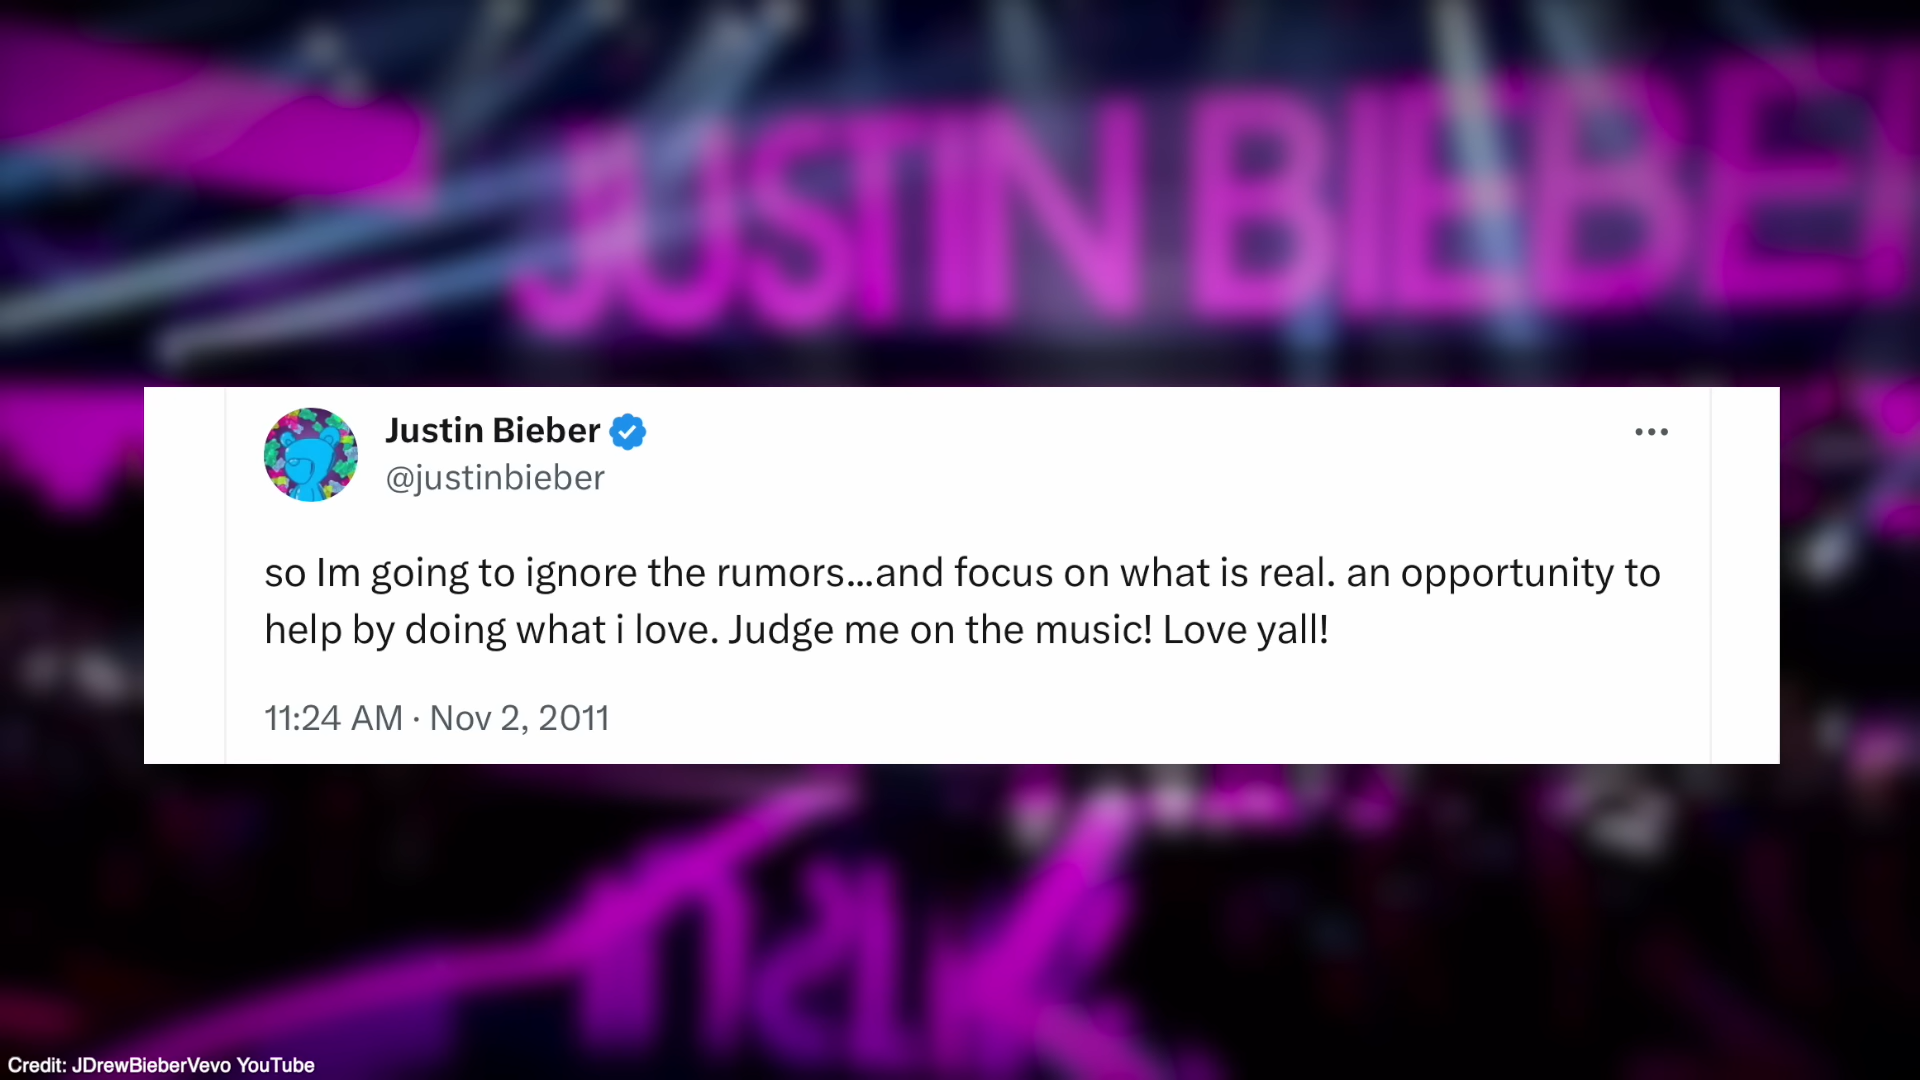 JUSTIN BIEBE
Justin Bieber
@justinbieber
so Im going to ignore the rumors...and focus on what is real. an opportunity to
help by doing what i love. Judge me on the music! Love yall!
11:24 AM · Nov 2, 2011
Credit: JDrewBieberVevo YouTube